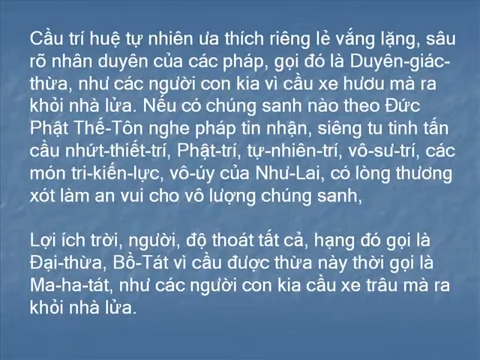 Cầu trí huệ tự nhiên ưa thích riêng lẻ vắng lặng, sâu
rõ nhân duyên của các pháp, gọi đó là Duyên-giác-
thừa, như các người con kia vì cầu xe hươu mà ra
khỏi nhà lửa. Nếu có chúng sanh nào theo Đức
Phật Thế-Tôn nghe pháp tin nhận, siêng tu tinh tấn
cầu nhứt-thiết-trí, Phật-trí, tự-nhiên-trí, vô-sư-trí, các
món tri-kiến-lực, vô-úy của Như-Lai, có lòng thương
xót làm an vui cho vô lượng chúng sanh,
Lợi ích trời, người, độ thoát tất cả, hạng đó gọi là
Đại-thừa, Bồ-Tát vì cầu được thừa này thời gọi là
Ma-ha-tát, như các người con kia cầu xe trâu mà ra
khỏi nhà lửa.